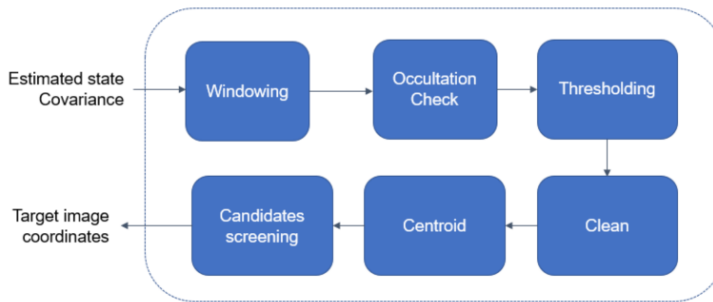 Estimated state
Covariance
Windowing
Occultation
Check
Thresholding
Target image
coordinates
Candidates
screening
Centroid
Clean